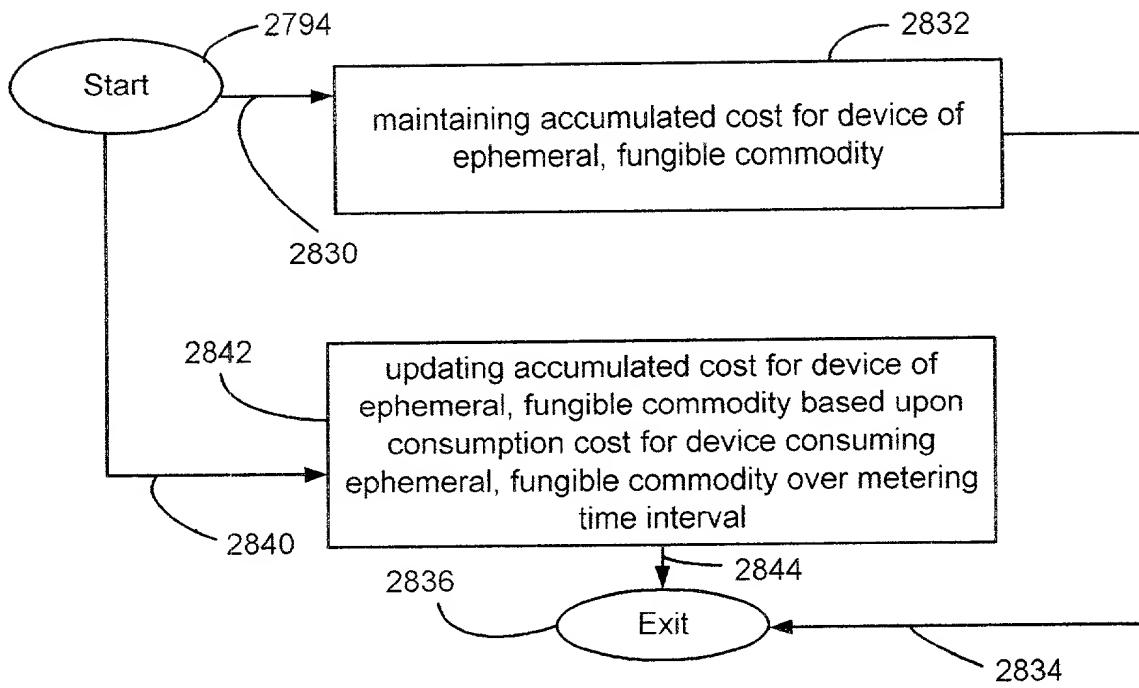 2794
2832
Start
maintaining accumulated cost for device of
ephemeral, fungible commodity
2830
2842
updating accumulated cost for device of
ephemeral, fungible commodity based upon
consumption cost for device consuming
ephemeral, fungible commodity over metering
time interval
2840
2844
2836
Exit
2834